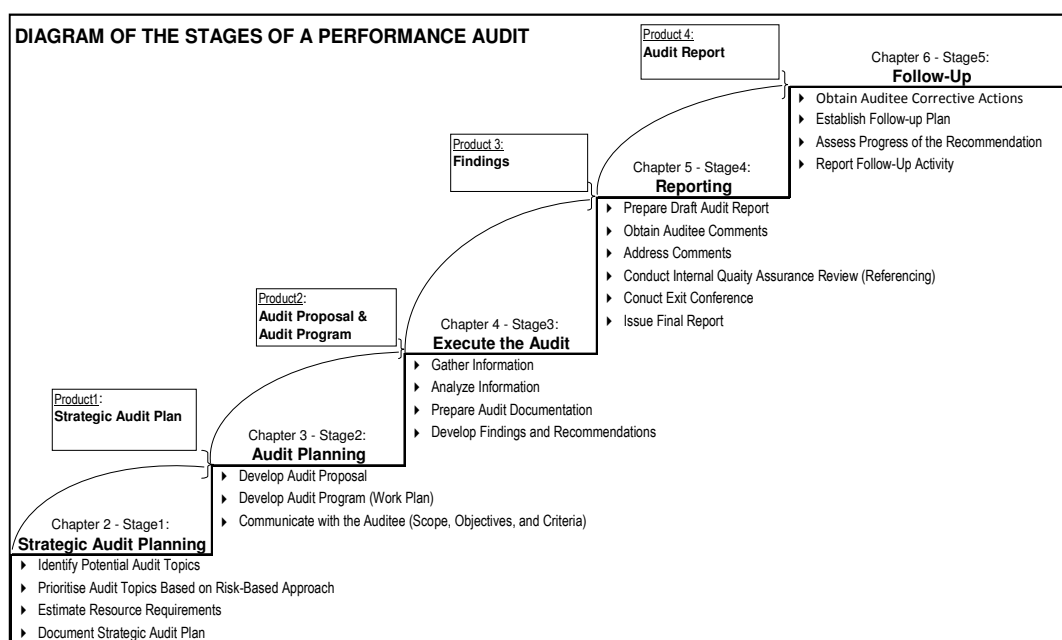 DIAGRAM OF THE STAGES OF A PERFORMANCE AUDIT
Product 4:
Audit Report
Chapter 6 - Stage5:
Follow-Up
Obtain Auditee Corrective Actions
Establish Follow-up Plan
Assess Progress of the Recommendation
Report Follow-Up Activity
Product 3:
Findings
Chapter 5 - Stage4:
Reporting
Prepare Draft Audit Report
Obtain Auditee Comments
Address Comments
Conduct Internal Quaity Assurance Review (Referencing)
Conuct Exit Conference
Issue Final Report
Product2:
Audit Proposal &
Audit Program
Chapter 4 - Stage3:
Execute the Audit
Gather Information
Analyze Information
Prepare Audit Documentation
Develop Findings and Recommendations
Product1:
Strategic Audit Plan
Chapter 3 - Stage2:
Audit Planning
Develop Audit Proposal
Develop Audit Program (Work Plan)
Communicate with the Auditee (Scope, Objectives, and Criteria)
Chapter 2 - Stage1:
Strategic Audit Planning
Identify Potential Audit Topics
Prioritise Audit Topics Based on Risk-Based Approach
Estimate Resource Requirements
Document Strategic Audit Plan